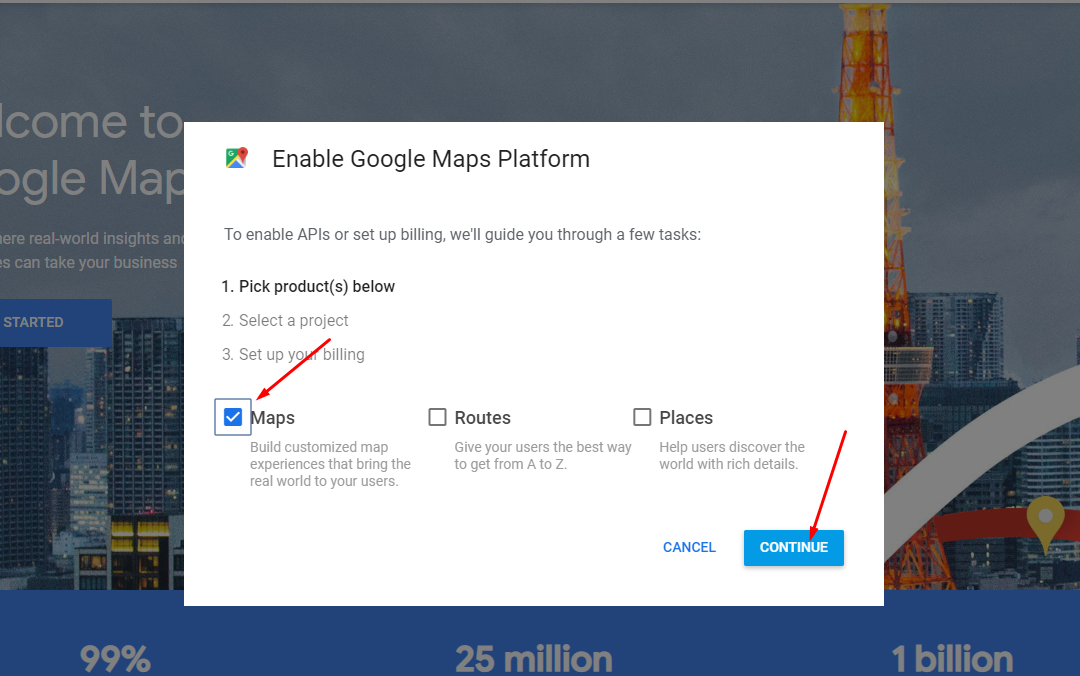 lcome to
ogle Map
here real-world insights and
es can take your business
STARTED
Enable Google Maps Platform
To enable APIs or set up billing, we'll guide you through a few tasks:
1. Pick product(s) below
2. Select a project
3. Set up your billing
Maps
Build customized map
experiences that bring the
real world to your users.
Routes
Give your users the best way
to get from A to Z.
Places
Help users discover the
world with rich details.
CANCEL
CONTINUE
99%
25 million
1 billion